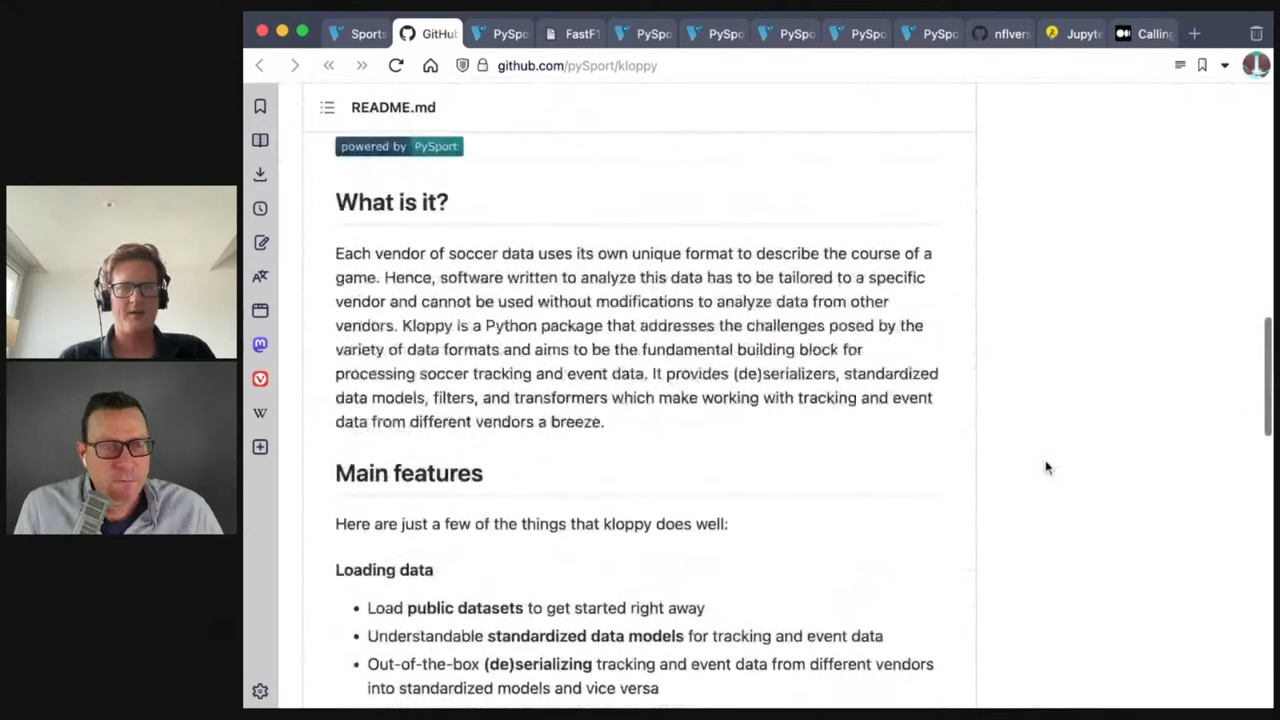 Sports
GitHub
PySpo
FastF1
PySpo
PySpo
PySpo
PySpo
PySpo
nflvers
Jupyte
Calling
github.com/pySport/kloppy
README.md
powered by PySport
What is it?
Each vendor of soccer data uses its own unique format to describe the course of a
game. Hence, software written to analyze this data has to be tailored to a specific
vendor and cannot be used without modifications to analyze data from other
vendors. Kloppy is a Python package that addresses the challenges posed by the
variety of data formats and aims to be the fundamental building block for
processing soccer tracking and event data. It provides (de)serializers, standardized
data models, filters, and transformers which make working with tracking and event
data from different vendors a breeze.
Main features
Here are just a few of the things that kloppy does well:
Loading data
• Load public datasets to get started right away
• Understandable standardized data models for tracking and event data
• Out-of-the-box (de)serializing tracking and event data from different vendors
into standardized models and vice versa